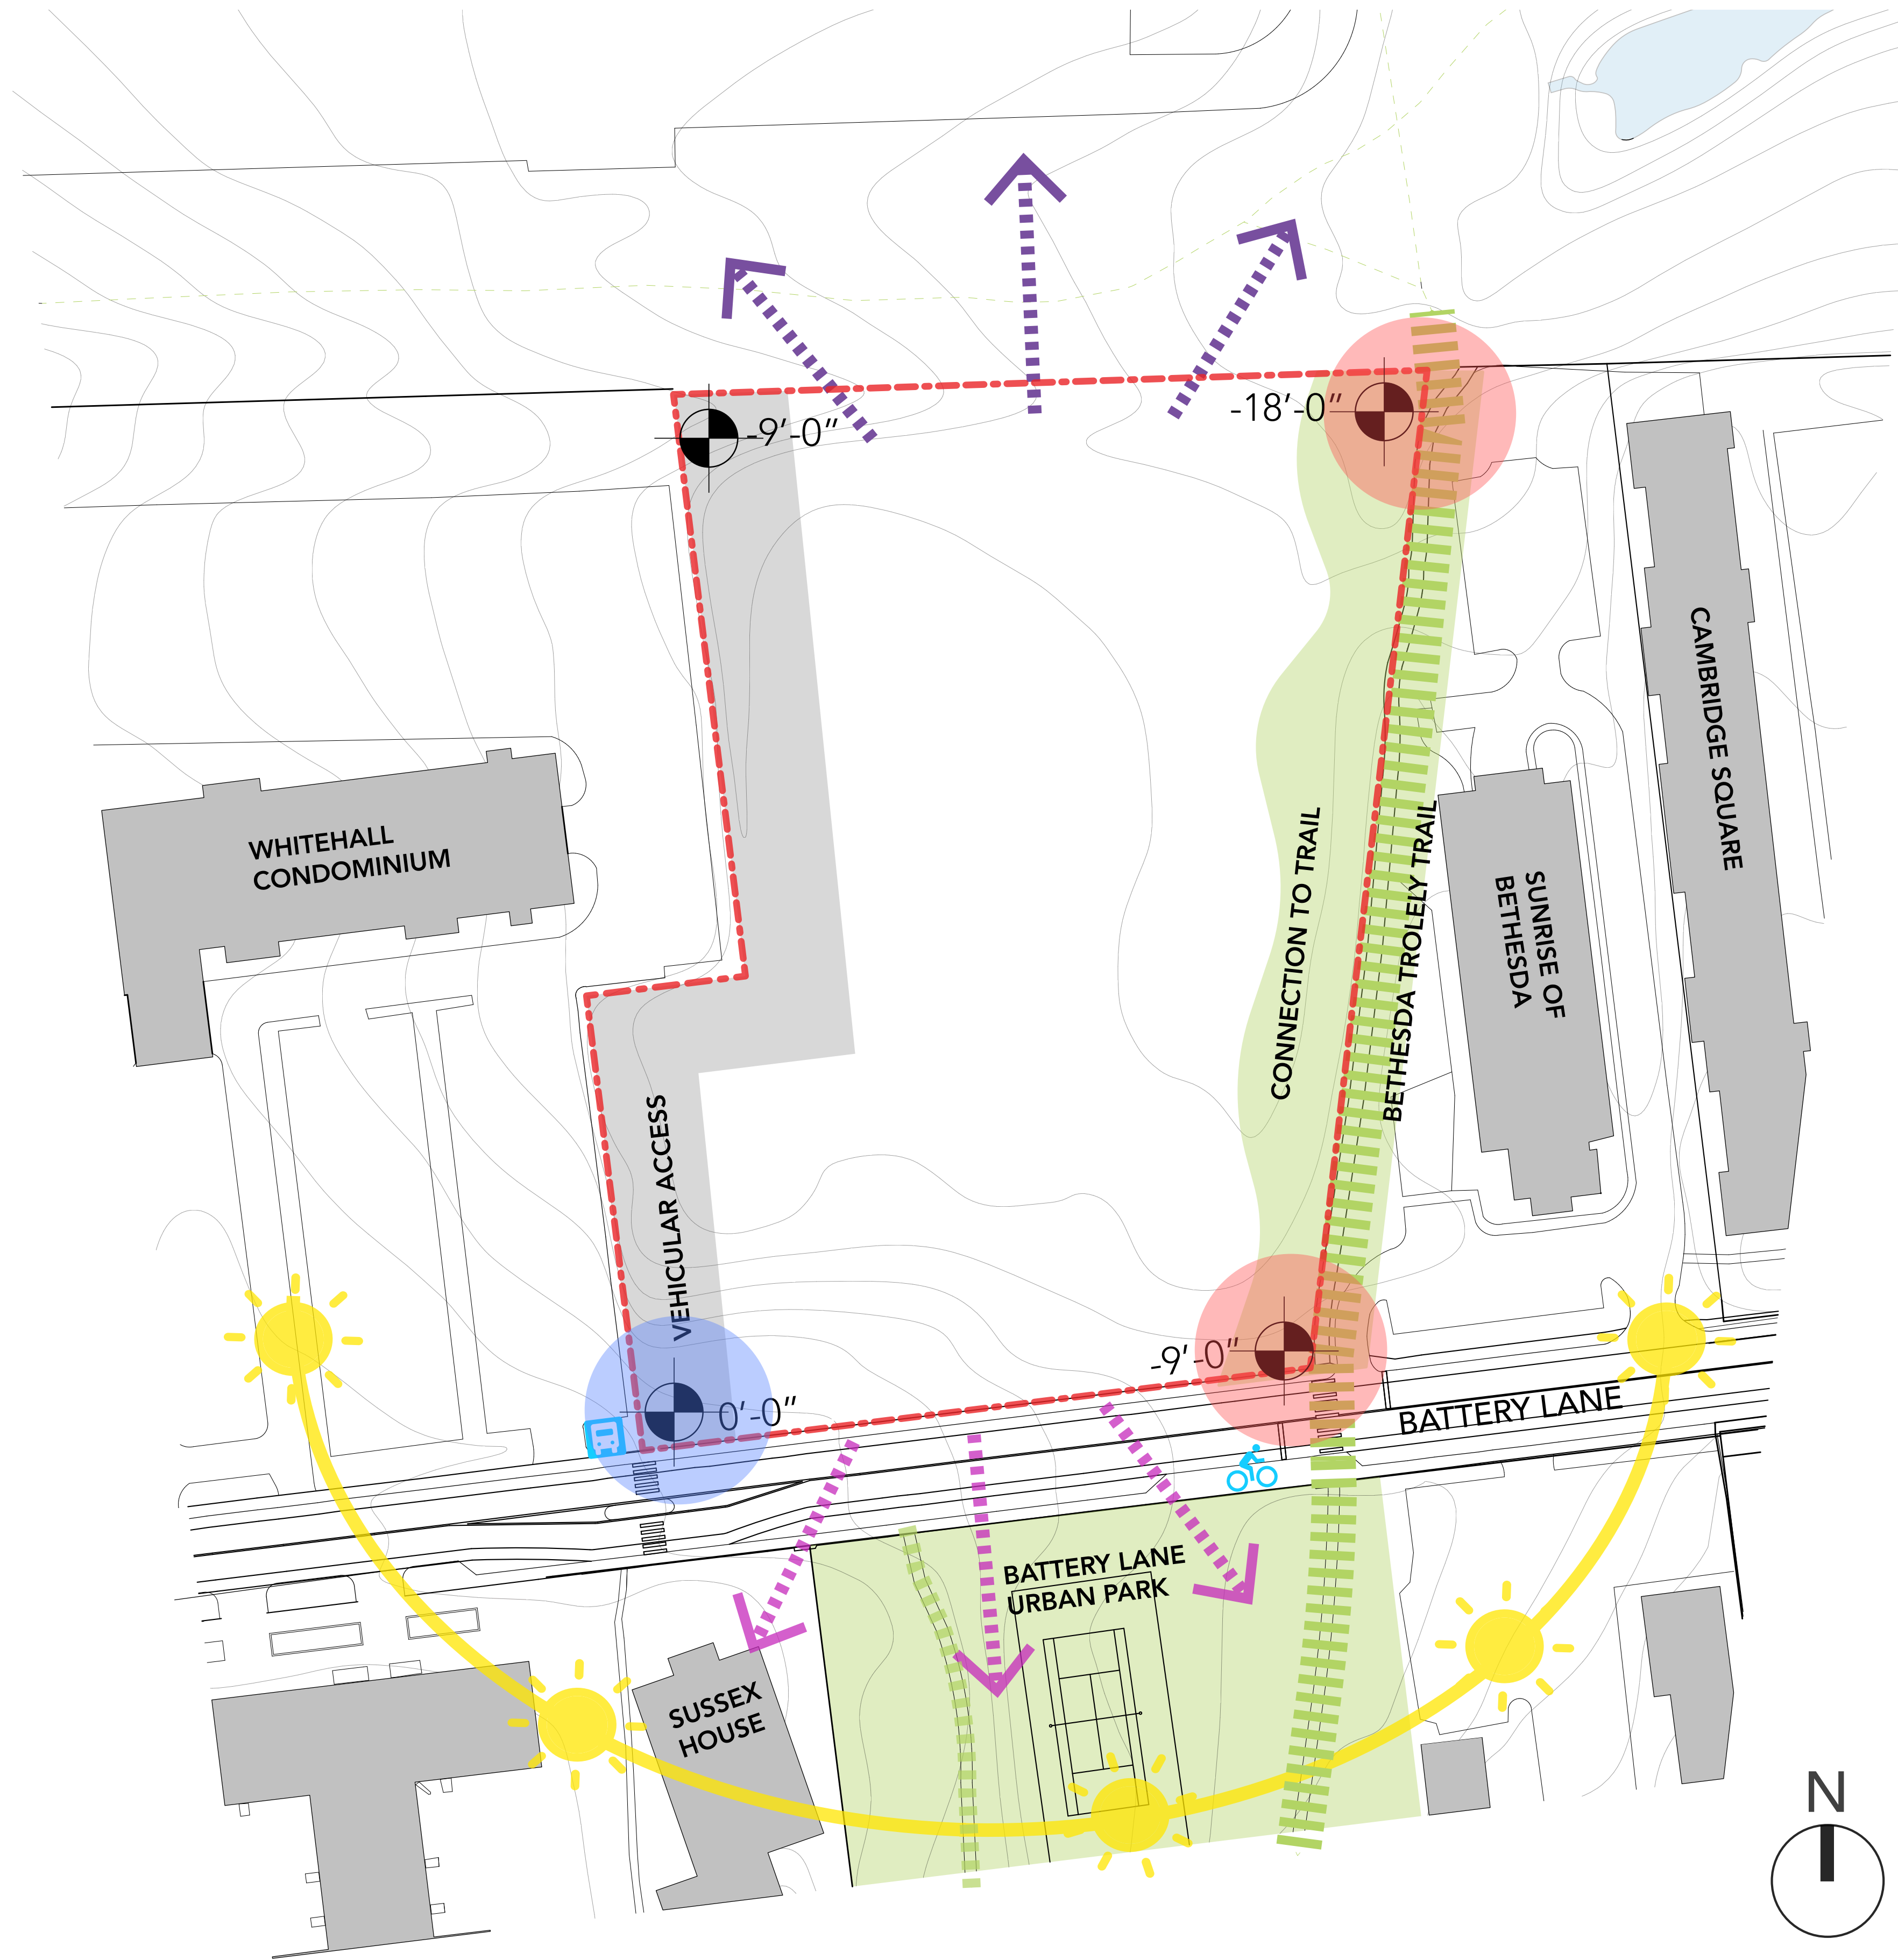 -9'-0"
-18'-0"
CAMBRIDGE SQUARE
WHITEHALL
CONDOMINIUM
CONNECTION TO TRAIL
BETHESDA TROLELY TRAIL
SUNRISE OF
BETHESDA
VEHICULAR ACCESS
-9'-0"
0'-0"
BATTERY LANE
BATTERY LANE
URBAN PARK
SUSSEX
HOUSE
N